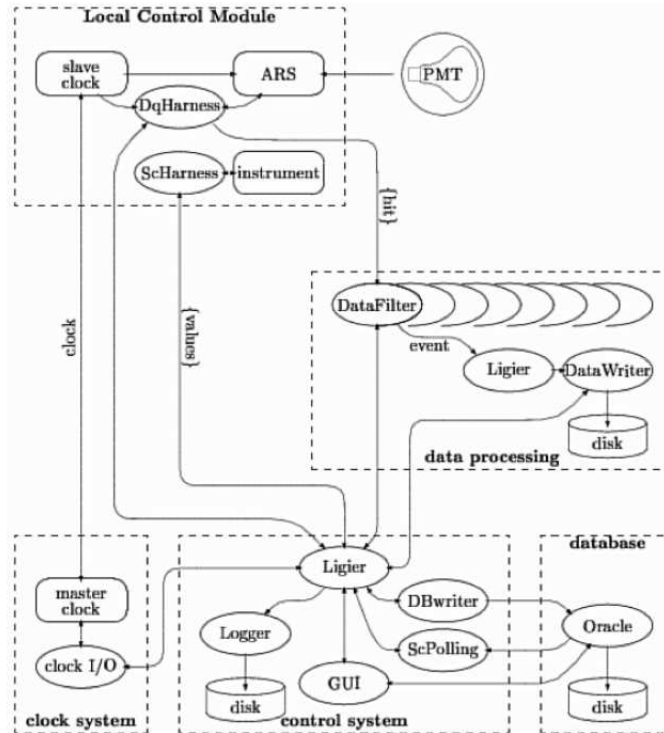 Local Control Module
slave
clock
ARS
PMT
DqHarness
ScHarness
instrument
{hit}
{values}
clock
DataFilter
event
Ligier
DataWriter
disk
data processing
database
master
clock
Ligier
DBwriter
Oracle
Logger
ScPolling
clock I/O
GUI
disk
disk
clock system
control system